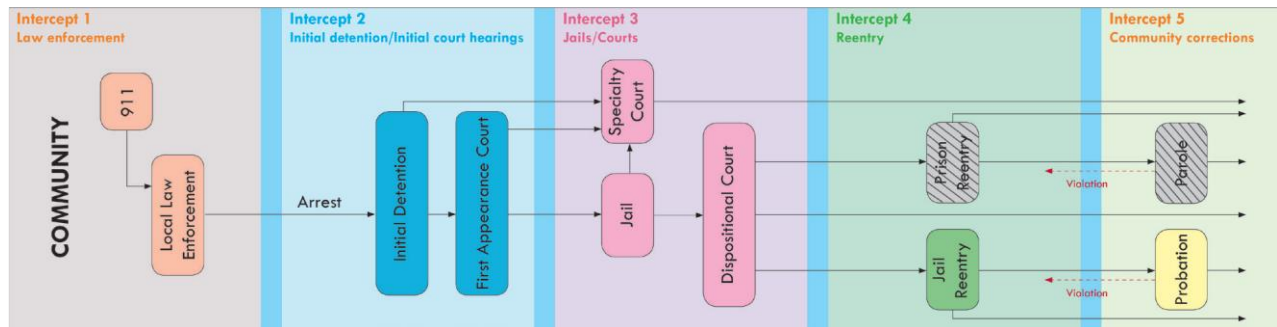 Intercept 1
Law enforcement
Intercept 2
Initial detention/Initial court hearings
Intercept 3
Jails/Courts
Intercept 4
Reentry
Intercept 5
Community corrections
COMMUNITY
911
Local Law
Enforcement
Arrest
Initial Detention
First Appearance Court
Specialty
Court
Jail
Dispositional Court
Prison
Reentry
Violation
Parole
Jail
Reentry
Violation
Probation